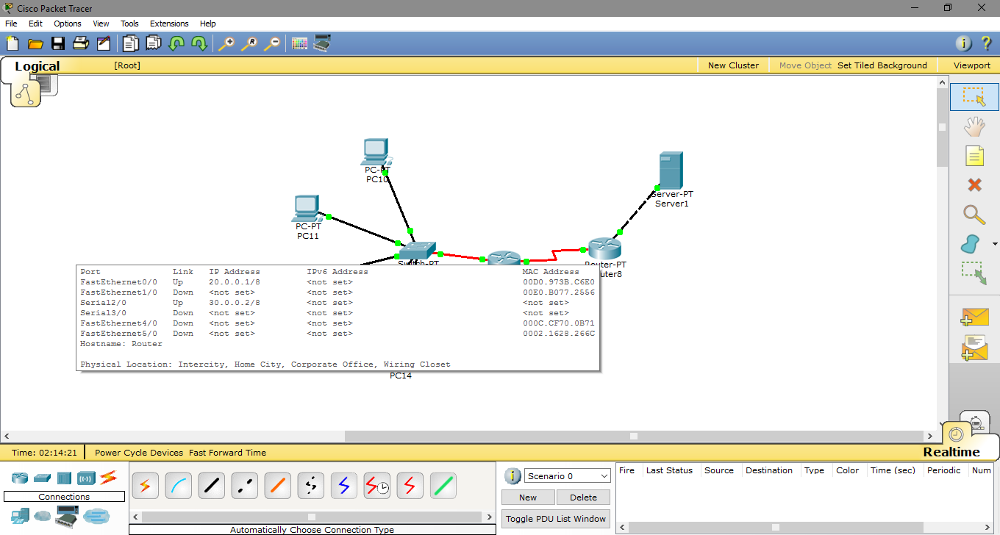 Cisco Packet Tracer
File Edit Options View Tools Extensions Help
Logical [Root] New Cluster Move Object Set Tiled Background Viewport
PC-PT
PC10
Server-PT
Server1
PC-PT
PC11
Switch-PT
Router-PT
uter8
Port Link IP Address IPv6 Address MAC Address
FastEthernet0/0 Up 20.0.0.1/8 <not set> 00D0.973B.C6E0
FastEthernet1/0 Down <not set> <not set> 00E0.B077.2556
Serial2/0 Up 30.0.0.2/8 <not set> <not set>
Serial3/0 Down <not set> <not set> <not set>
FastEthernet4/0 Down <not set> <not set> 000C.CF70.0B71
FastEthernet5/0 Down <not set> <not set> 0002.1628.266C
Hostname: Router
Physical Location: Intercity, Home City, Corporate Office, Wiring Closet
PC14
Time: 02:14:21 Power Cycle Devices Fast Forward Time Realtime
Connections
Automatically Choose Connection Type
Scenario 0
New Delete
Toggle PDU List Window
Fire Last Status Source Destination Type Color Time (sec) Periodic Num